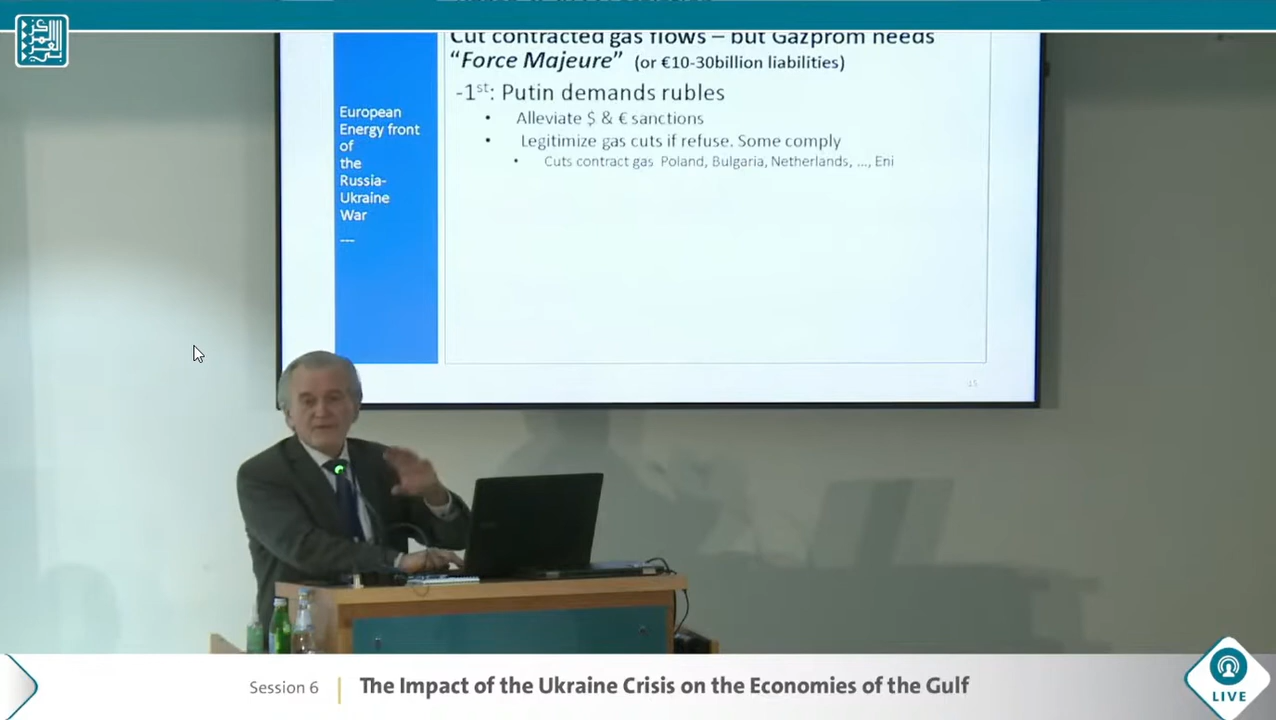 Cut contracted gas flows – but Gazprom needs
“Force Majeure” (or €10-30billion liabilities)
-1st: Putin demands rubles
• Alleviate $ & € sanctions
• Legitimize gas cuts if refuse. Some comply
• Cuts contract gas Poland, Bulgaria, Netherlands, ..., Eni
European
Energy front
of
the
Russia-
Ukraine
War
---
15
Session 6
The Impact of the Ukraine Crisis on the Economies of the Gulf
LIVE